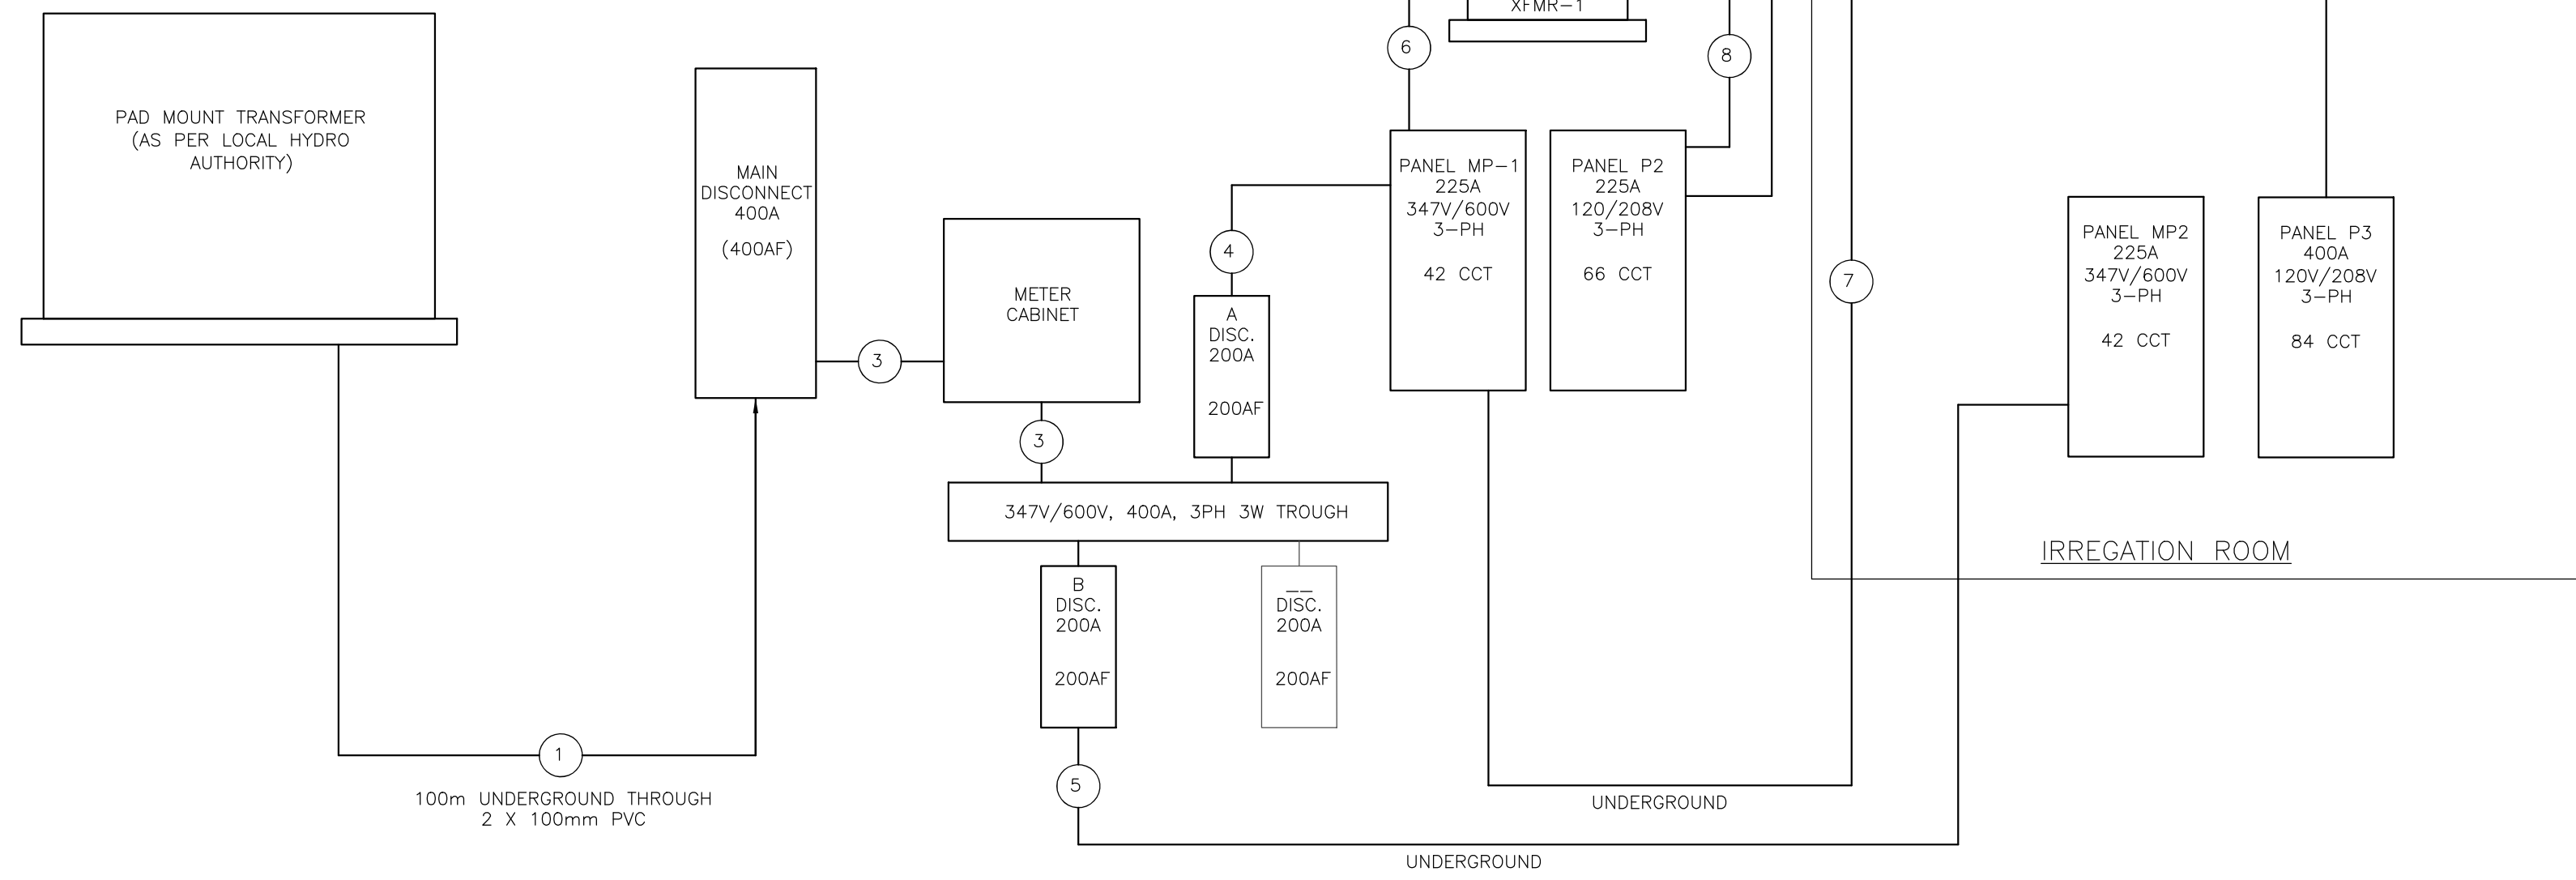 XFMR-1
6
8
PAD MOUNT TRANSFORMER
(AS PER LOCAL HYDRO
AUTHORITY)
MAIN
DISCONNECT
400A
(400AF)
3
METER
CABINET
3
4
A
DISC.
200A
200AF
PANEL MP-1
225A
347V/600V
3-PH
42 CCT
PANEL P2
225A
120/208V
3-PH
66 CCT
7
PANEL MP2
225A
347V/600V
3-PH
42 CCT
PANEL P3
400A
120V/208V
3-PH
84 CCT
347V/600V, 400A, 3PH 3W TROUGH
IRREGATION ROOM
B
DISC.
200A
200AF
__
DISC.
200A
200AF
1
100m UNDERGROUND THROUGH
2 X 100mm PVC
5
UNDERGROUND
UNDERGROUND